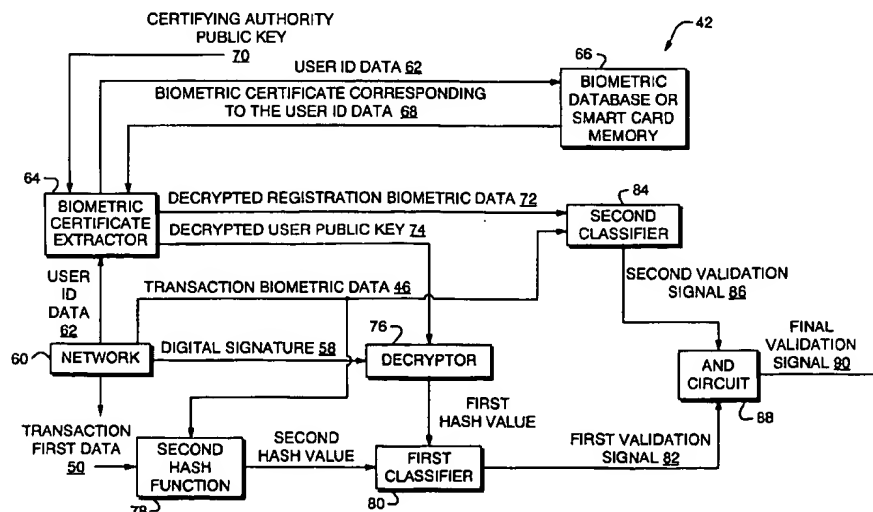 CERTIFYING AUTHORITY
PUBLIC KEY
70
42
66
USER ID DATA 62
BIOMETRIC CERTIFICATE CORRESPONDING
TO THE USER ID DATA 68
BIOMETRIC
DATABASE OR
SMART CARD
MEMORY
64
BIOMETRIC
CERTIFICATE
EXTRACTOR
DECRYPTED REGISTRATION BIOMETRIC DATA 72
DECRYPTED USER PUBLIC KEY 74
84
SECOND
CLASSIFIER
USER
ID
DATA
62
TRANSACTION BIOMETRIC DATA 46
SECOND VALIDATION
SIGNAL 86
76
60
NETWORK
DIGITAL SIGNATURE 58
DECRYPTOR
AND
CIRCUIT
88
FINAL
VALIDATION
SIGNAL 90
TRANSACTION
FIRST DATA
50
SECOND
HASH
FUNCTION
78
SECOND
HASH VALUE
FIRST
HASH VALUE
FIRST
CLASSIFIER
80
FIRST VALIDATION
SIGNAL 82